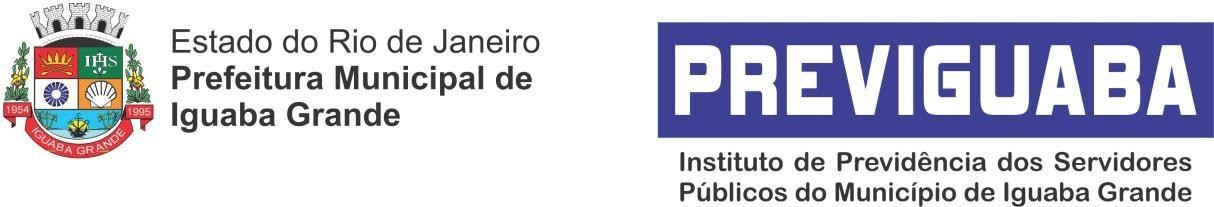 Estado do Rio de Janeiro
Prefeitura Municipal de
Iguaba Grande
IHS
1954
1995
IGUABA GRANDE
PREVIGUABA
Instituto de Previdência dos Servidores
Públicos do Município de Iguaba Grande